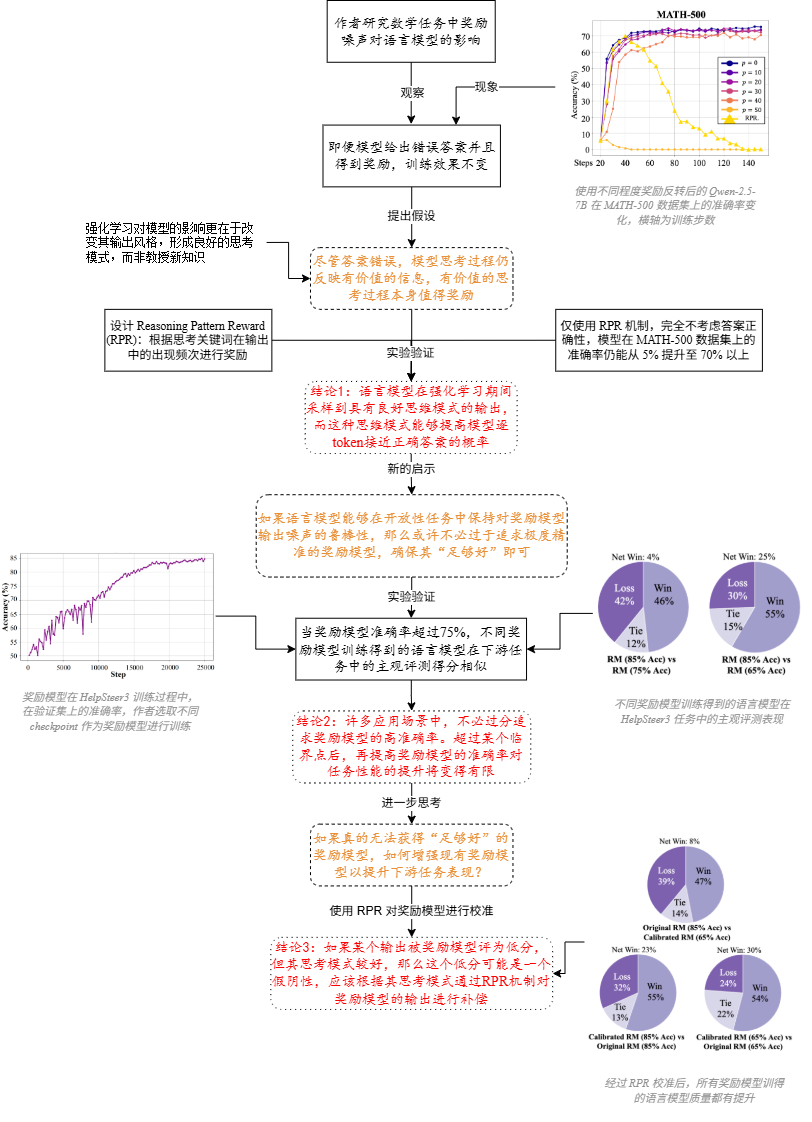 作者研究数学任务中奖励
噪声对语言模型的影响
MATH-500
Accuracy (%)
70
60
50
40
30
20
10
0
p = 0
p = 10
p = 20
p = 30
p = 40
p = 50
RPR.
Steps 20 40 60 80 100 120 140
使用不同程度奖励反转后的 Qwen-2.5-
7B 在 MATH-500 数据集上的准确率变
化，横轴为训练步数
观察
现象
即使模型给出错误答案并且
得到奖励，训练效果不变
提出假设
强化学习对模型的影响更在于改
变其输出风格，形成良好的思考
模式，而非教授新知识
尽管答案错误，模型思考过程仍
反映有价值的信息，有价值的思
考过程本身值得奖励
设计 Reasoning Pattern Reward
(RPR)：根据思考关键词在输出
中的出现频次进行奖励
仅使用 RPR 机制，完全不考虑答案正
确性，模型在 MATH-500 数据集上的
准确率仍能从 5% 提升至 70% 以上
实验验证
结论1：语言模型在强化学习期间
采样到具有良好思维模式的输出，
而这种思维模式能够提高模型逐
token接近正确答案的概率
新的启示
如果语言模型能够在开放性任务中保持对奖励模型
输出噪声的鲁棒性，那么或许不必过于追求极度精
准的奖励模型，确保其“足够好”即可
实验验证
Accuracy (%)
85
80
75
70
65
60
55
50
0 5000 10000 15000 20000 25000
Step
奖励模型在 HelpSteer3 训练过程中，
在验证集上的准确率，作者选取不同
checkpoint 作为奖励模型进行训练
当奖励模型准确率超过75%，不同奖
励模型训练得到的语言模型在下游任
务中的主观评测得分相似
Net Win: 4%
Loss
42%
Win
46%
Tie
12%
RM (85% Acc) vs
RM (75% Acc)
Net Win: 25%
Loss
30%
Win
55%
Tie
15%
RM (85% Acc) vs
RM (65% Acc)
不同奖励模型训练得到的语言模型在
HelpSteer3 任务中的主观评测表现
结论2：许多应用场景中，不必过分追
求奖励模型的高准确率。超过某个临
界点后，再提高奖励模型的准确率对
任务性能的提升将变得有限
进一步思考
如果真的无法获得“足够好”的
奖励模型，如何增强现有奖励模
型以提升下游任务表现？
使用 RPR 对奖励模型进行校准
结论3：如果某个输出被奖励模型评为低分，
但其思考模式较好，那么这个低分可能是一个
假阴性，应该根据其思考模式通过RPR机制对
奖励模型的输出进行补偿
Net Win: 8%
Loss
39%
Win
47%
Tie
14%
Original RM (85% Acc) vs
Calibrated RM (65% Acc)
Net Win: 23%
Loss
32%
Win
55%
Tie
13%
Calibrated RM (85% Acc) vs
Original RM (85% Acc)
Net Win: 30%
Loss
24%
Win
54%
Tie
22%
Calibrated RM (65% Acc) vs
Original RM (65% Acc)
经过 RPR 校准后，所有奖励模型训得
的语言模型质量都有提升